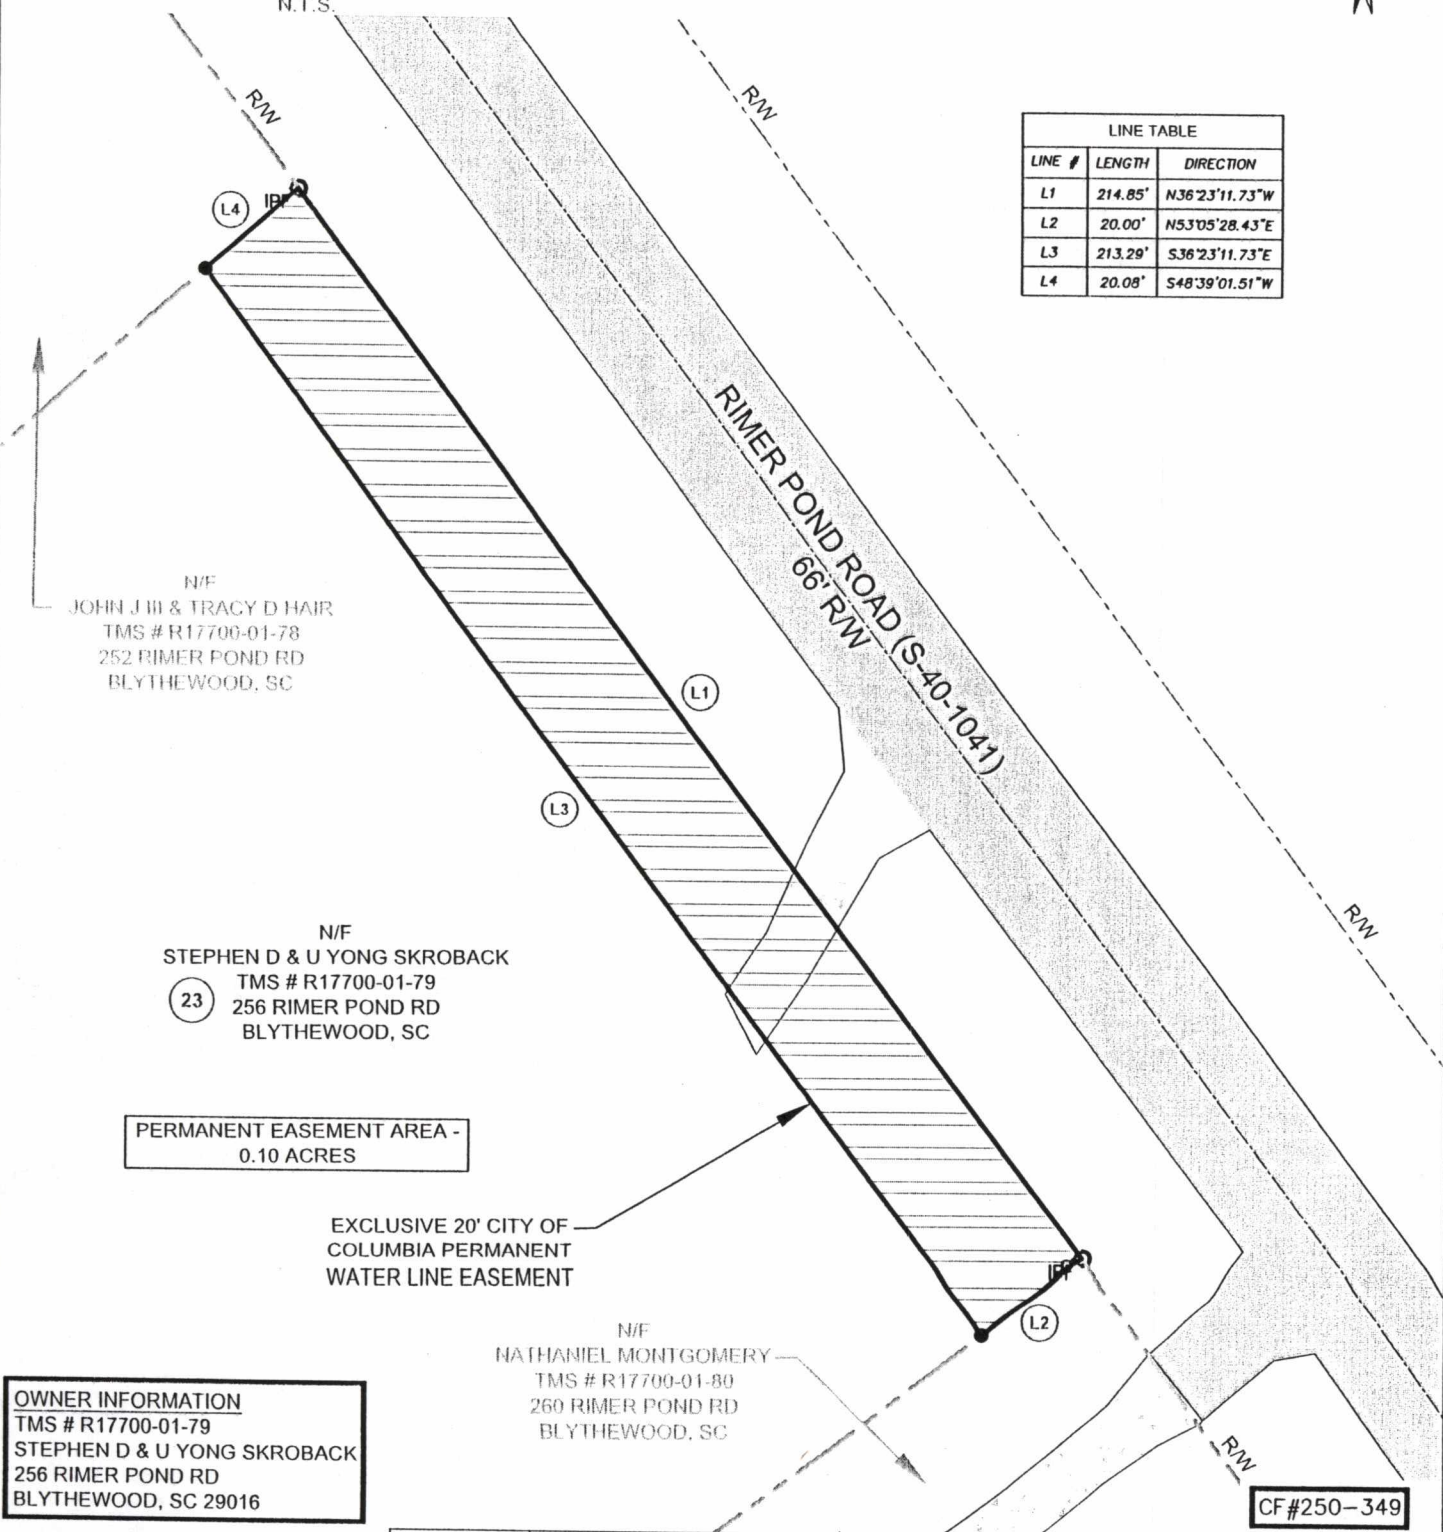 N.T.S.
R/W
R/W
LINE TABLE
LINE # LENGTH DIRECTION
L1 214.85' N36°23'11.73"W
L2 20.00' N53°05'28.43"E
L3 213.29' S36°23'11.73"E
L4 20.08' S48°39'01.51"W
L4
IPF
RIMER POND ROAD (S-40-1041)
66' R/W
N/F
JOHN J III & TRACY D HAIR
TMS # R17700-01-78
252 RIMER POND RD
BLYTHEWOOD, SC
L1
L3
R/W
N/F
STEPHEN D & U YONG SKROBACK
TMS # R17700-01-79
23
256 RIMER POND RD
BLYTHEWOOD, SC
PERMANENT EASEMENT AREA -
0.10 ACRES
EXCLUSIVE 20' CITY OF
COLUMBIA PERMANENT
WATER LINE EASEMENT
IPF
L2
N/F
NATHANIEL MONTGOMERY
TMS # R17700-01-80
260 RIMER POND RD
BLYTHEWOOD, SC
R/W
OWNER INFORMATION
TMS # R17700-01-79
STEPHEN D & U YONG SKROBACK
256 RIMER POND RD
BLYTHEWOOD, SC 29016
CF#250-349